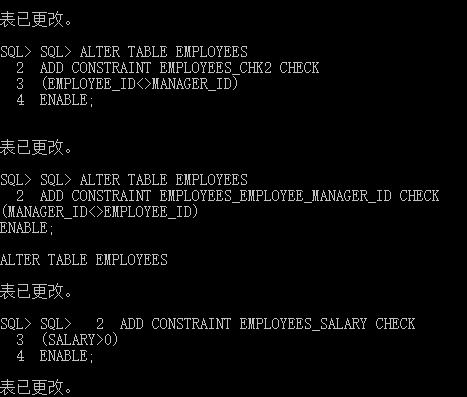 表已更改。
SQL> SQL> ALTER TABLE EMPLOYEES
2 ADD CONSTRAINT EMPLOYEES_CHK2 CHECK
3 (EMPLOYEE_ID<>MANAGER_ID)
4 ENABLE;
表已更改。
SQL> SQL> ALTER TABLE EMPLOYEES
2 ADD CONSTRAINT EMPLOYEES_EMPLOYEE_MANAGER_ID CHECK
(MANAGER_ID<>EMPLOYEE_ID)
ENABLE;
ALTER TABLE EMPLOYEES
表已更改。
SQL> SQL> 2 ADD CONSTRAINT EMPLOYEES_SALARY CHECK
3 (SALARY>0)
4 ENABLE;
表已更改。